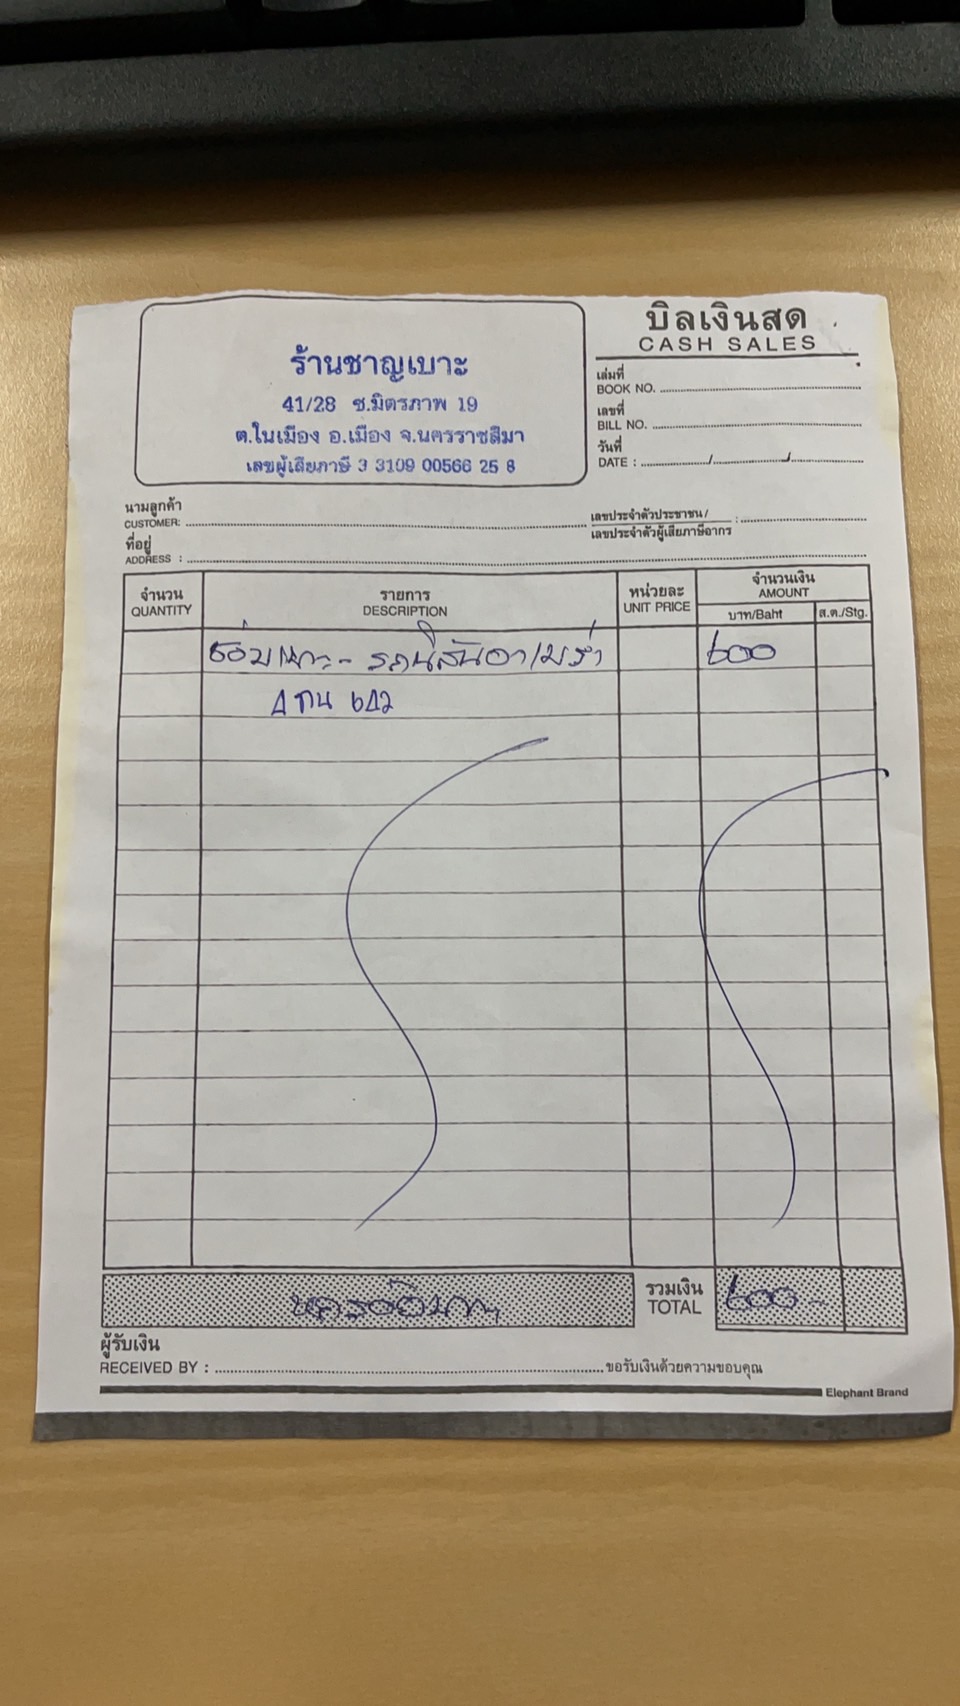 บิลเงินสด
CASH SALES
ร้านชาญเบาะ
41/28 ซ.มิตรภาพ 19
ต.ในเมือง อ.เมือง จ.นครราชสีมา
เลขผู้เสียภาษี 3 3109 00566 25 8
เล่มที่
BOOK NO.
เลขที่
BILL NO.
วันที่
DATE : / /
นามลูกค้า
CUSTOMER:
เลขประจำตัวประชาชน/
เลขประจำตัวผู้เสียภาษีอากร :
ที่อยู่
ADDRESS :
จำนวน รายการ หน่วยละ จำนวนเงิน
QUANTITY DESCRIPTION UNIT PRICE AMOUNT
บาท/Baht ส.ต./Stg.
ซ่อมเบาะ - รถนิสสันอาเมร่า 600
4กน 642
รวมเงิน
TOTAL 600-
ผู้รับเงิน
RECEIVED BY : ขอรับเงินด้วยความขอบคุณ
Elephant Brand